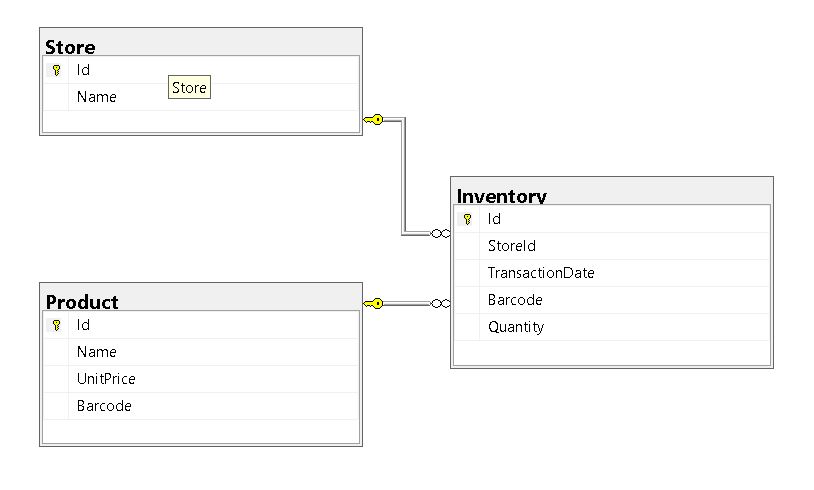 Store
Id
Name
Store
Inventory
Id
StoreId
TransactionDate
Barcode
Quantity
Product
Id
Name
UnitPrice
Barcode